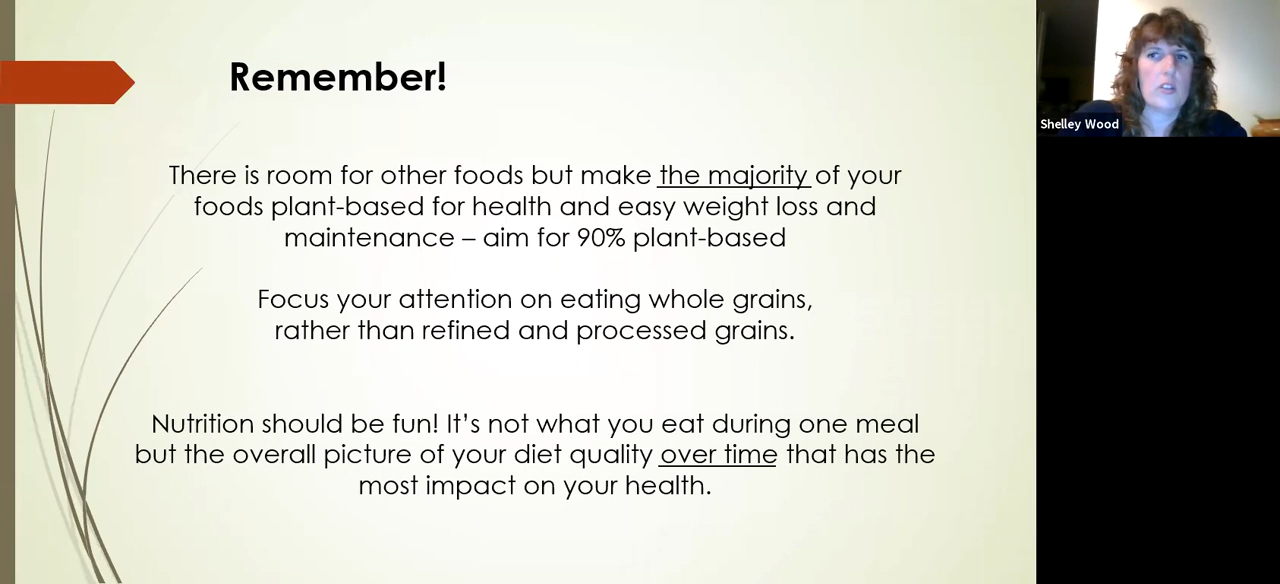 Remember!
There is room for other foods but make the majority of your
foods plant-based for health and easy weight loss and
maintenance – aim for 90% plant-based
Focus your attention on eating whole grains,
rather than refined and processed grains.
Nutrition should be fun! It’s not what you eat during one meal
but the overall picture of your diet quality over time that has the
most impact on your health.
Shelley Wood